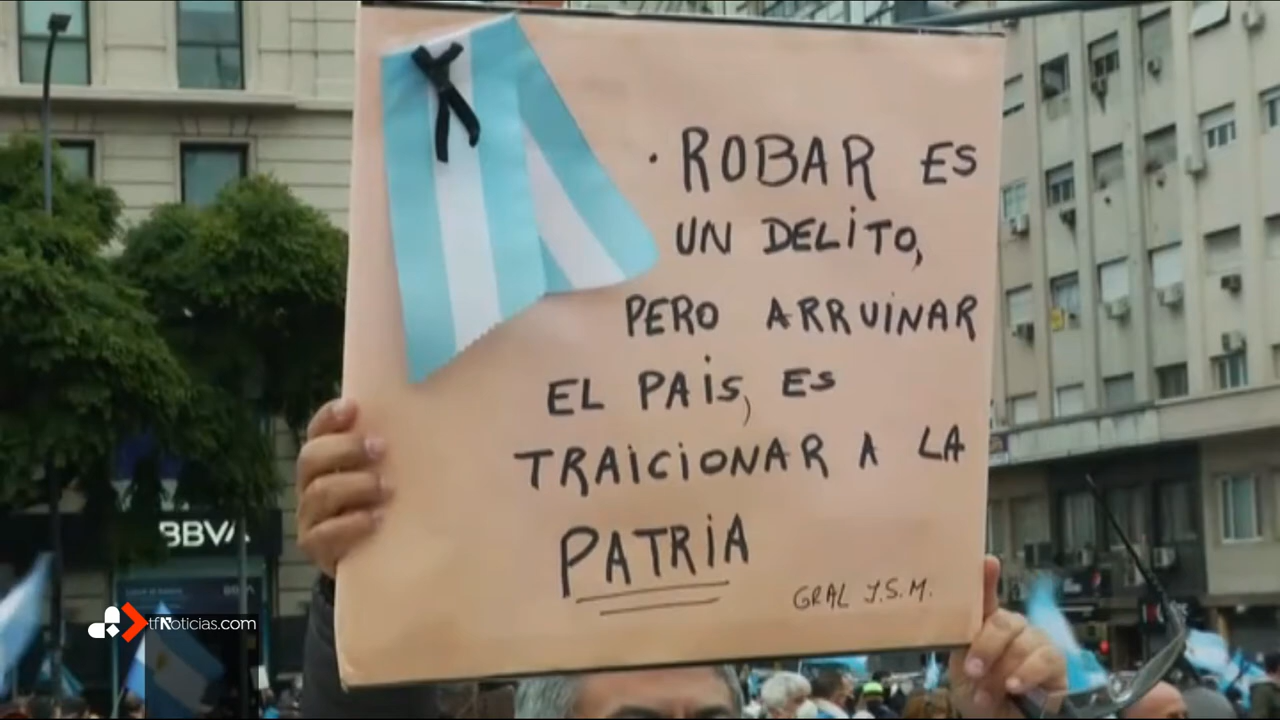 · ROBAR ES
UN DELITO,
PERO ARRUINAR
EL PAIS, ES
TRAICIONAR A LA
PATRIA
GRAL J.S.M.
BBVA
tfNoticias.com